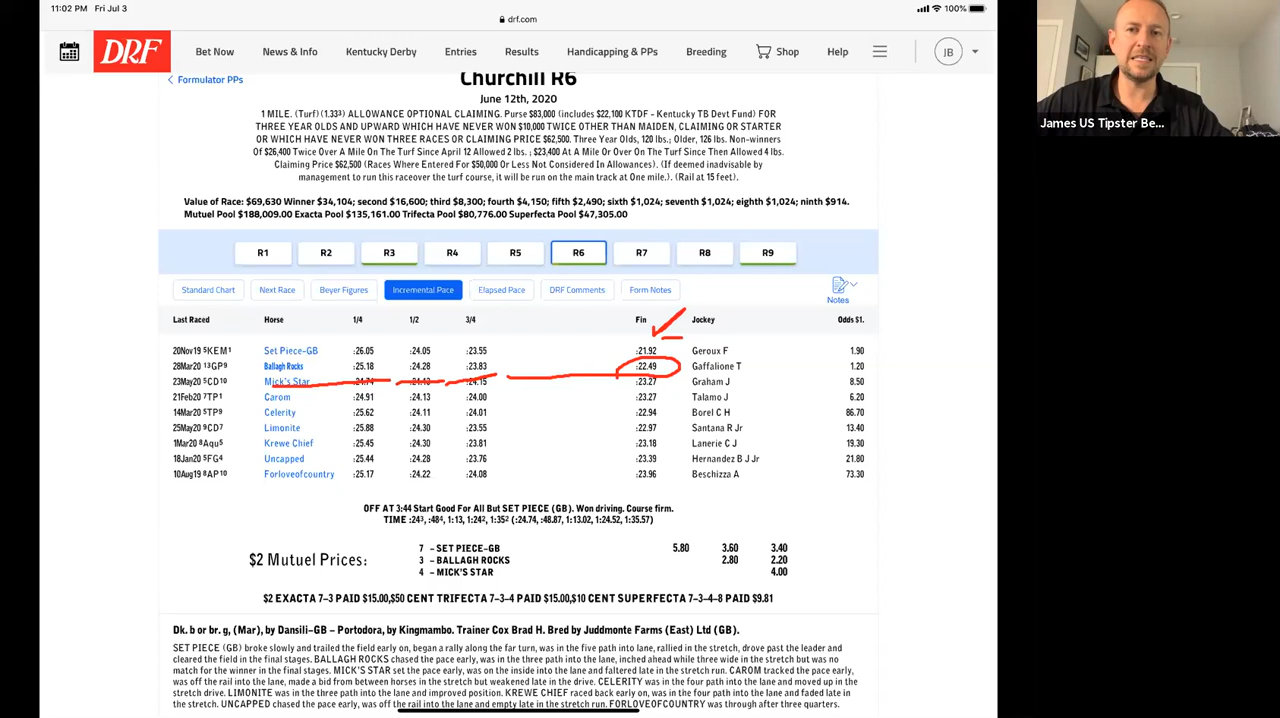 11:02 PM Fri Jul 3
100%
drf.com
DRF
Bet Now News & Info Kentucky Derby Entries Results Handicapping & PPs Breeding Shop Help JB
James US Tipster Be...
Formulator PPs
Churchill R6
June 12th, 2020
1 MILE. (Turf) (1.33³) ALLOWANCE OPTIONAL CLAIMING. Purse $83,000 (includes $22,100 KTDF - Kentucky TB Devt Fund) FOR
THREE YEAR OLDS AND UPWARD WHICH HAVE NEVER WON $10,000 TWICE OTHER THAN MAIDEN, CLAIMING OR STARTER
OR WHICH HAVE NEVER WON THREE RACES OR CLAIMING PRICE $62,500. Three Year Olds, 120 lbs.; Older, 126 lbs. Non-winners
Of $26,400 Twice Over A Mile On The Turf Since April 12 Allowed 2 lbs. ; $23,400 At A Mile Or Over On The Turf Since Then Allowed 4 lbs.
Claiming Price $62,500 (Races Where Entered For $50,000 Or Less Not Considered In Allowances). (If deemed inadvisable by
management to run this raceover the turf course, it will be run on the main track at One mile.). (Rail at 15 feet).
Value of Race: $69,630 Winner $34,104; second $16,600; third $8,300; fourth $4,150; fifth $2,490; sixth $1,024; seventh $1,024; eighth $1,024; ninth $914.
Mutuel Pool $188,009.00 Exacta Pool $135,161.00 Trifecta Pool $80,776.00 Superfecta Pool $47,305.00
R1 R2 R3 R4 R5 R6 R7 R8 R9
Standard Chart Next Race Beyer Figures Incremental Pace Elapsed Pace DRF Comments Form Notes Notes
Last Raced Horse 1/4 1/2 3/4 Fin Jockey Odds $1.
20Nov19 5KEM¹ Set Piece-GB :26.05 :24.05 :23.55 :21.92 Geroux F 1.90
28Mar20 13GP⁹ Ballagh Rocks :25.18 :24.28 :23.83 :22.49 Gaffalione T 1.20
23May20 5CD¹⁰ Mick's Star :24.74 :24.13 :24.15 :23.27 Graham J 8.50
21Feb20 7TP¹ Carom :24.91 :24.13 :24.00 :23.27 Talamo J 6.20
14Mar20 5TP⁹ Celerity :25.62 :24.11 :24.01 :22.94 Borel C H 86.70
25May20 9CD⁷ Limonite :25.88 :24.30 :23.55 :22.97 Santana R Jr 13.40
1Mar20 8Aqu⁵ Krewe Chief :25.45 :24.30 :23.81 :23.18 Lanerie C J 19.30
18Jan20 5FG⁴ Uncapped :25.44 :24.28 :23.76 :23.39 Hernandez B J Jr 21.80
10Aug19 8AP¹⁰ Forloveofcountry :25.17 :24.22 :24.08 :23.96 Beschizza A 73.30
OFF AT 3:44 Start Good For All But SET PIECE (GB). Won driving. Course firm.
TIME :24³, :48⁴, 1:13, 1:24², 1:35² (:24.74, :48.87, 1:13.02, 1:24.52, 1:35.57)
$2 Mutuel Prices:
7 – SET PIECE-GB 5.80 3.60 3.40
3 – BALLAGH ROCKS 2.80 2.20
4 – MICK'S STAR 4.00
$2 EXACTA 7-3 PAID $15.00,$50 CENT TRIFECTA 7-3-4 PAID $15.00,$10 CENT SUPERFECTA 7-3-4-8 PAID $9.81
Dk. b or br. g, (Mar), by Dansili-GB – Portodora, by Kingmambo. Trainer Cox Brad H. Bred by Juddmonte Farms (East) Ltd (GB).
SET PIECE (GB) broke slowly and trailed the field early on, began a rally along the far turn, was in the five path into lane, rallied in the stretch, drove past the leader and
cleared the field in the final stages. BALLAGH ROCKS chased the pace early, was in the three path into the lane, inched ahead while three wide in the stretch but was no
match for the winner in the final stages. MICK'S STAR set the pace early, was on the inside into the lane and faltered late in the stretch run. CAROM tracked the pace early,
was off the rail into the lane, made a bid from between horses in the stretch but weakened late in the drive. CELERITY was in the four path into the lane and moved up in the
stretch drive. LIMONITE was in the three path into the lane and improved position. KREWE CHIEF raced back early on, was in the four path into the lane and faded late in the
stretch. UNCAPPED chased the pace early, was off the rail into the lane and empty late in the stretch run. FORLOVEOFCOUNTRY was through after three quarters.